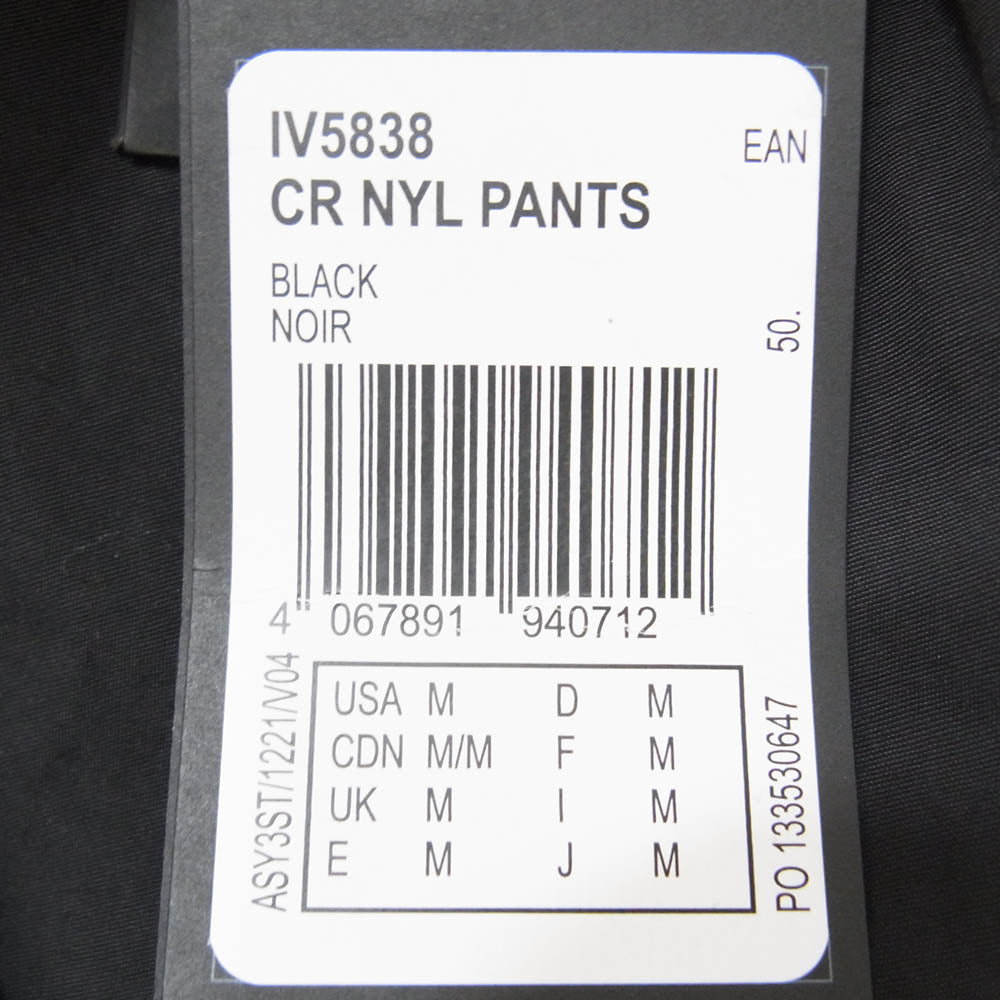 IV5838
EAN
CR NYL PANTS
BLACK
NOIR
50.
4 067891 940712
ASY3ST/1221/V04
USA M D M
CDN M/M F M
UK M I M
E M J M
PO 133530647